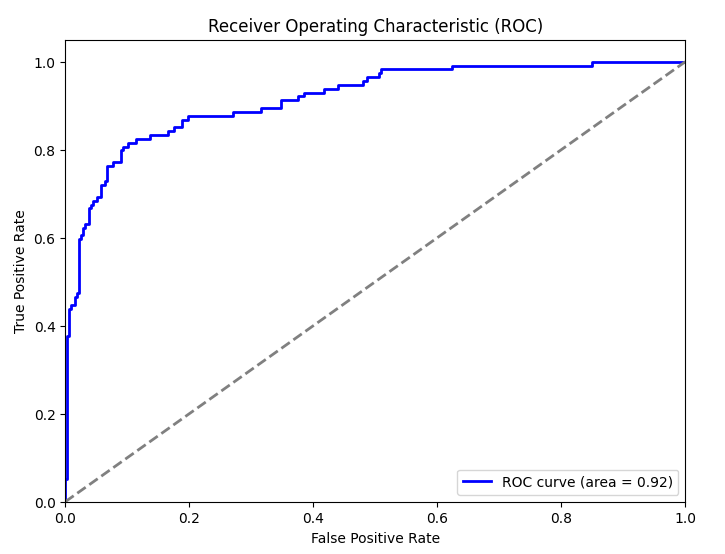 Receiver Operating Characteristic (ROC)
True Positive Rate
1.0
0.8
0.6
0.4
0.2
0.0
0.0 0.2 0.4 0.6 0.8 1.0
ROC curve (area = 0.92)
False Positive Rate